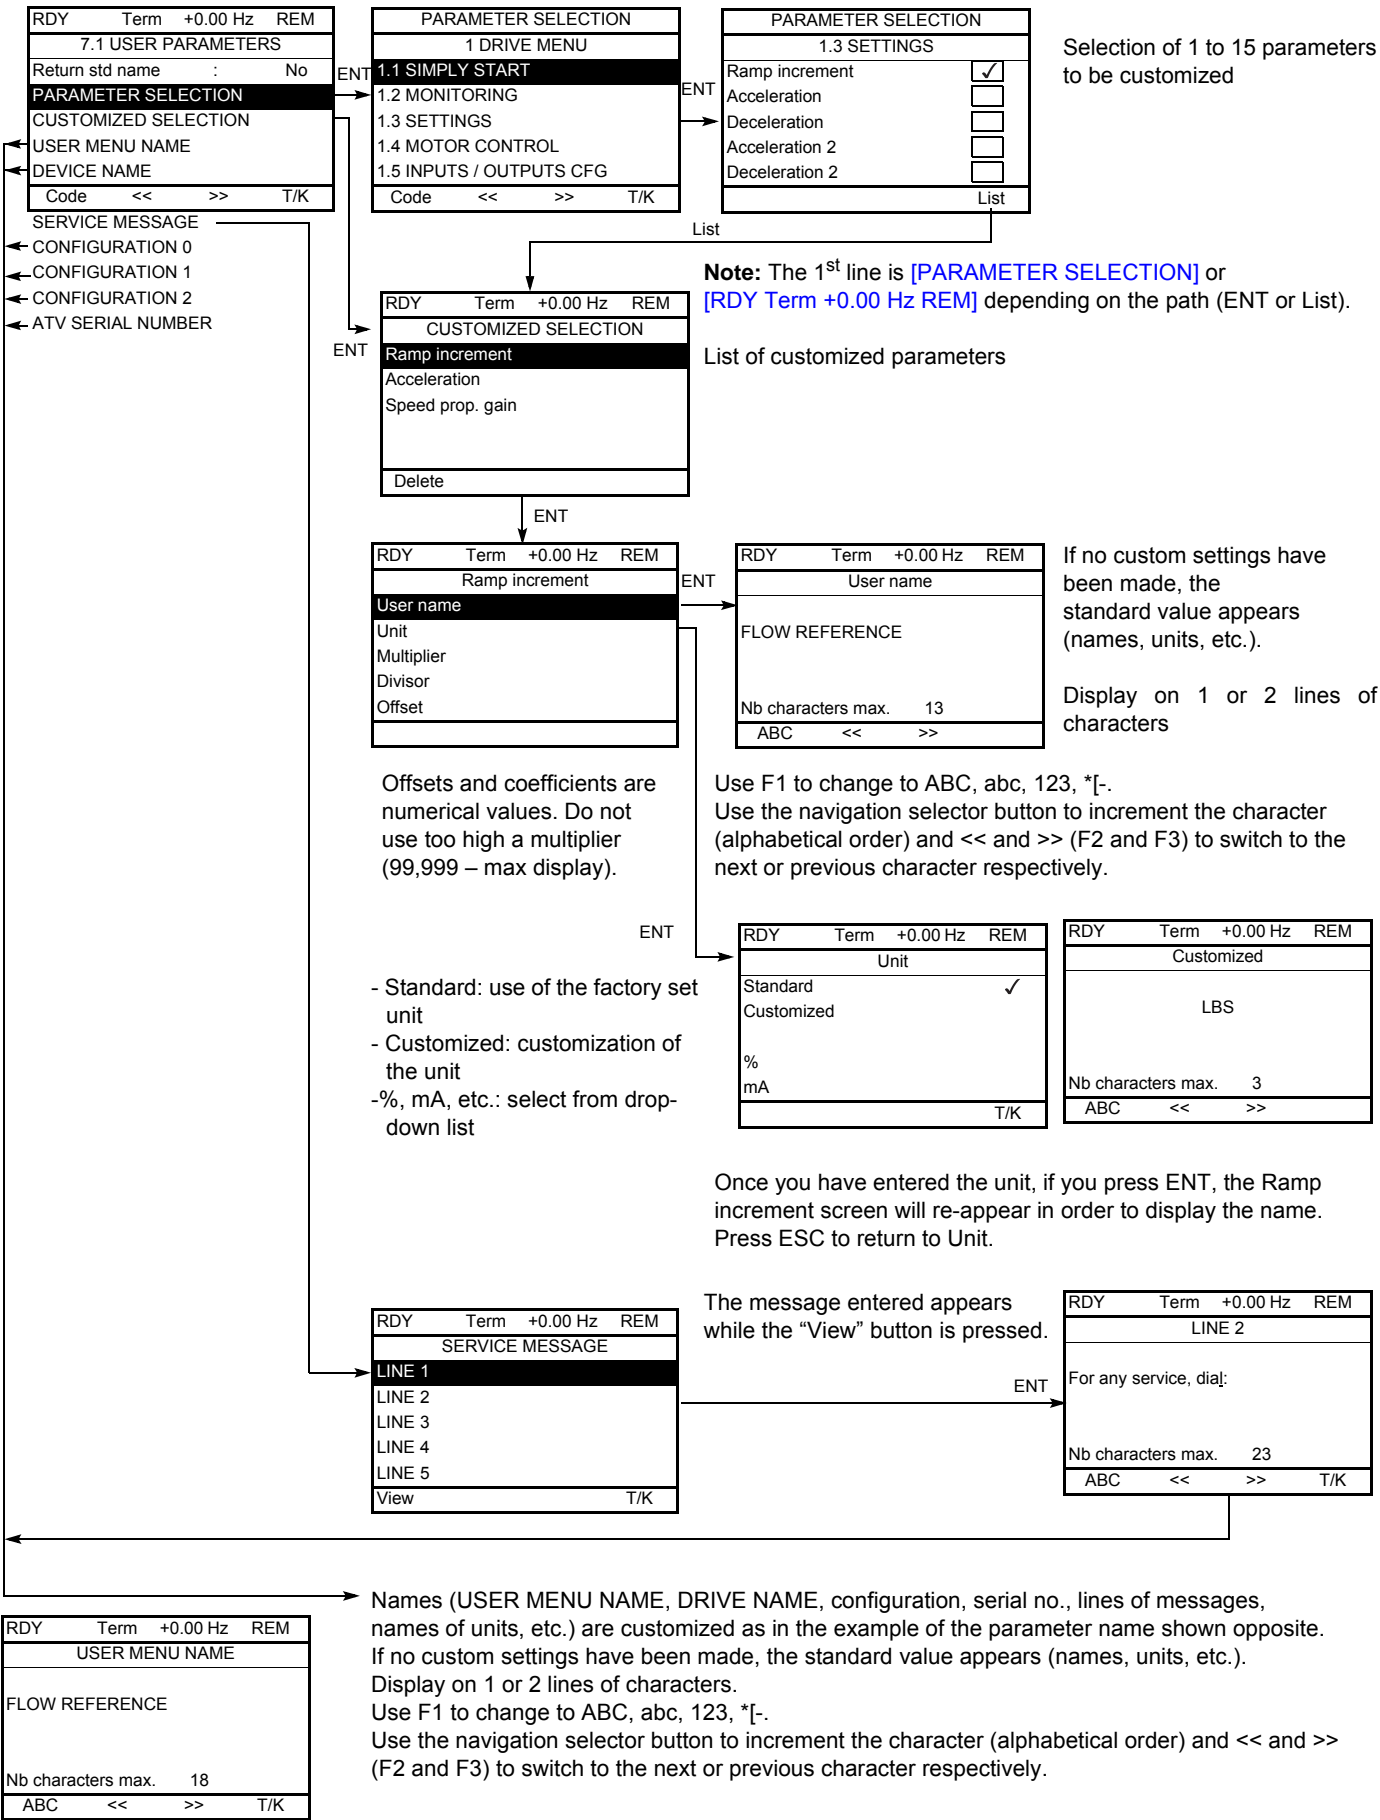 RDY Term +0.00 Hz REM
7.1 USER PARAMETERS
Return std name : No
PARAMETER SELECTION
CUSTOMIZED SELECTION
USER MENU NAME
DEVICE NAME
Code << >> T/K
SERVICE MESSAGE
CONFIGURATION 0
CONFIGURATION 1
CONFIGURATION 2
ATV SERIAL NUMBER
ENT
PARAMETER SELECTION
1 DRIVE MENU
1.1 SIMPLY START
1.2 MONITORING
1.3 SETTINGS
1.4 MOTOR CONTROL
1.5 INPUTS / OUTPUTS CFG
Code << >> T/K
ENT
PARAMETER SELECTION
1.3 SETTINGS
Ramp increment ✓
Acceleration
Deceleration
Acceleration 2
Deceleration 2
List
Selection of 1 to 15 parameters
to be customized
List
Note: The 1st line is [PARAMETER SELECTION] or
[RDY Term +0.00 Hz REM] depending on the path (ENT or List).
ENT
RDY Term +0.00 Hz REM
CUSTOMIZED SELECTION
Ramp increment
Acceleration
Speed prop. gain
Delete
List of customized parameters
ENT
RDY Term +0.00 Hz REM
Ramp increment
User name
Unit
Multiplier
Divisor
Offset
ENT
RDY Term +0.00 Hz REM
User name
FLOW REFERENCE
Nb characters max. 13
ABC << >>
If no custom settings have
been made, the
standard value appears
(names, units, etc.).
Display on 1 or 2 lines of
characters
Offsets and coefficients are
numerical values. Do not
use too high a multiplier
(99,999 – max display).
Use F1 to change to ABC, abc, 123, *[-.
Use the navigation selector button to increment the character
(alphabetical order) and << and >> (F2 and F3) to switch to the
next or previous character respectively.
ENT
- Standard: use of the factory set
unit
- Customized: customization of
the unit
-%, mA, etc.: select from drop-
down list
RDY Term +0.00 Hz REM
Unit
Standard ✓
Customized
%
mA
T/K
RDY Term +0.00 Hz REM
Customized
LBS
Nb characters max. 3
ABC << >>
Once you have entered the unit, if you press ENT, the Ramp
increment screen will re-appear in order to display the name.
Press ESC to return to Unit.
RDY Term +0.00 Hz REM
SERVICE MESSAGE
LINE 1
LINE 2
LINE 3
LINE 4
LINE 5
View T/K
The message entered appears
while the “View” button is pressed.
ENT
RDY Term +0.00 Hz REM
LINE 2
For any service, dial:
Nb characters max. 23
ABC << >> T/K
Names (USER MENU NAME, DRIVE NAME, configuration, serial no., lines of messages,
names of units, etc.) are customized as in the example of the parameter name shown opposite.
If no custom settings have been made, the standard value appears (names, units, etc.).
Display on 1 or 2 lines of characters.
Use F1 to change to ABC, abc, 123, *[-.
Use the navigation selector button to increment the character (alphabetical order) and << and >>
(F2 and F3) to switch to the next or previous character respectively.
RDY Term +0.00 Hz REM
USER MENU NAME
FLOW REFERENCE
Nb characters max. 18
ABC << >> T/K